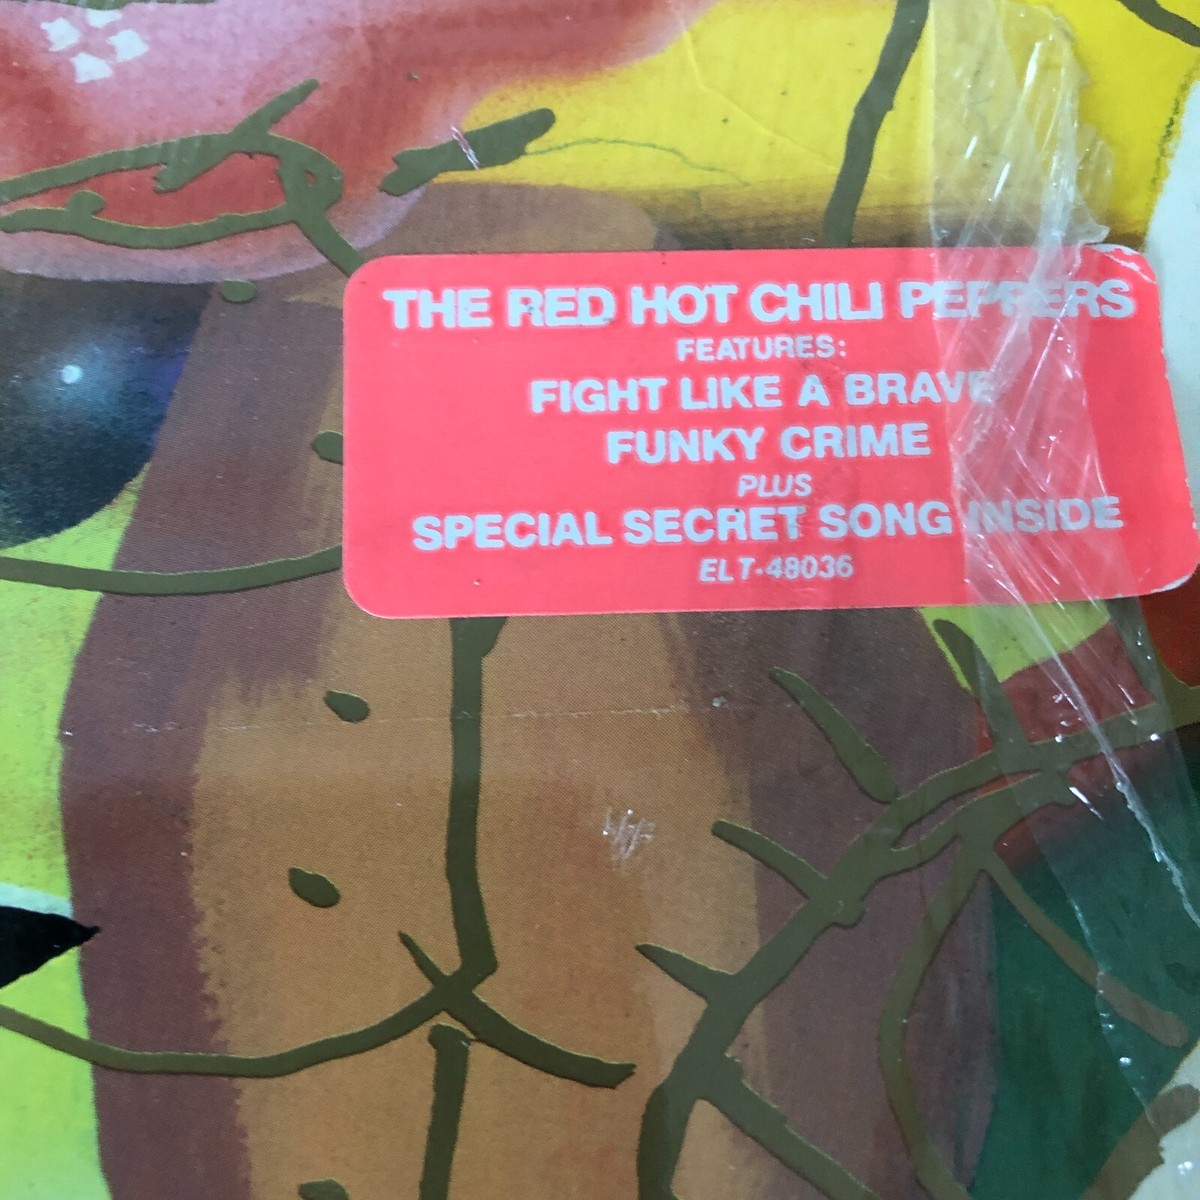 THE RED HOT CHILI PEPPERS
FEATURES:
FIGHT LIKE A BRAVE
FUNKY CRIME
PLUS
SPECIAL SECRET SONG INSIDE
ELT-48036